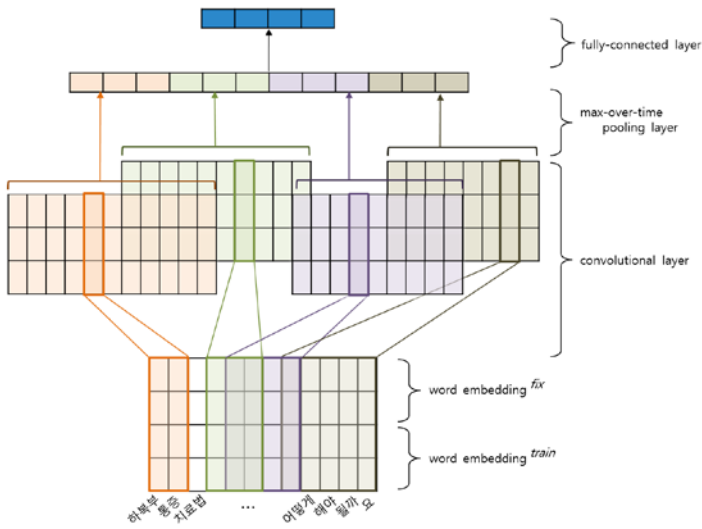 fully-connected layer
max-over-time
pooling layer
convolutional layer
word embedding fix
word embedding train
하복부
통증
치료법
...
어떻게
해야
될까
요